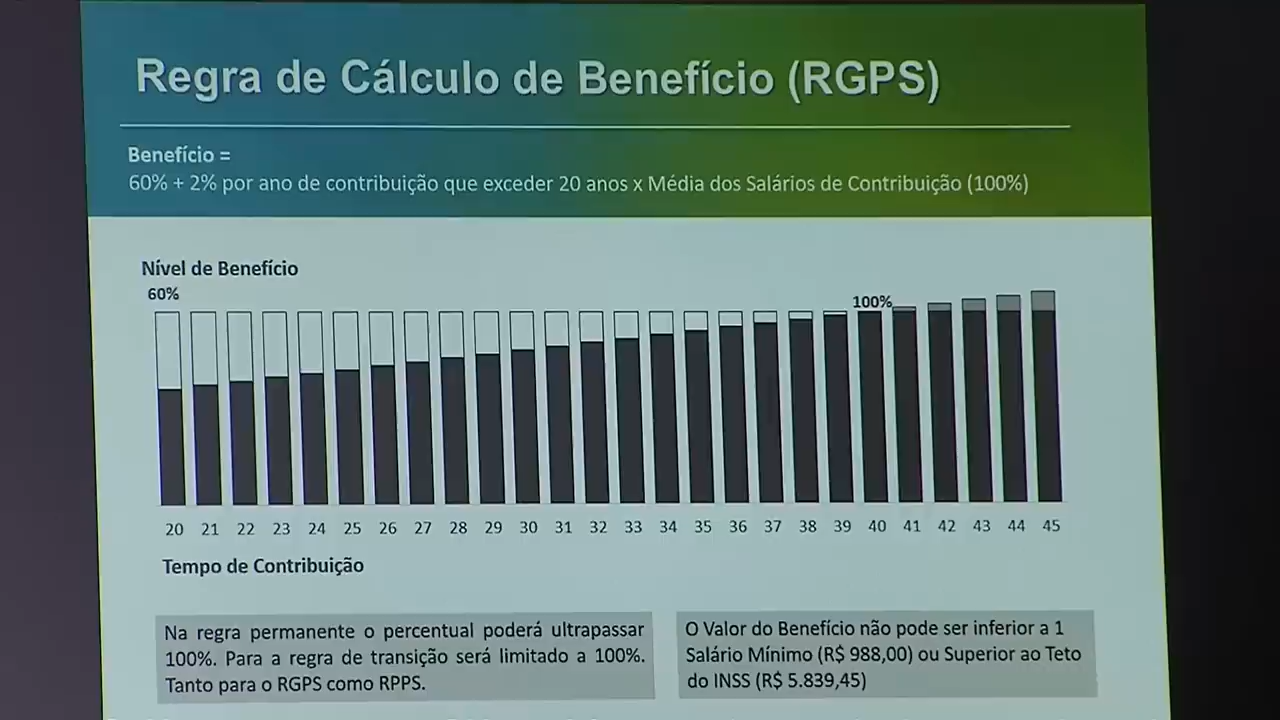 Regra de Cálculo de Benefício (RGPS)
Benefício =
60% + 2% por ano de contribuição que exceder 20 anos x Média dos Salários de Contribuição (100%)
Nível de Benefício
60%
100%
20 21 22 23 24 25 26 27 28 29 30 31 32 33 34 35 36 37 38 39 40 41 42 43 44 45
Tempo de Contribuição
Na regra permanente o percentual poderá ultrapassar
100%. Para a regra de transição será limitado a 100%.
Tanto para o RGPS como RPPS.
O Valor do Benefício não pode ser inferior a 1
Salário Mínimo (R$ 988,00) ou Superior ao Teto
do INSS (R$ 5.839,45)